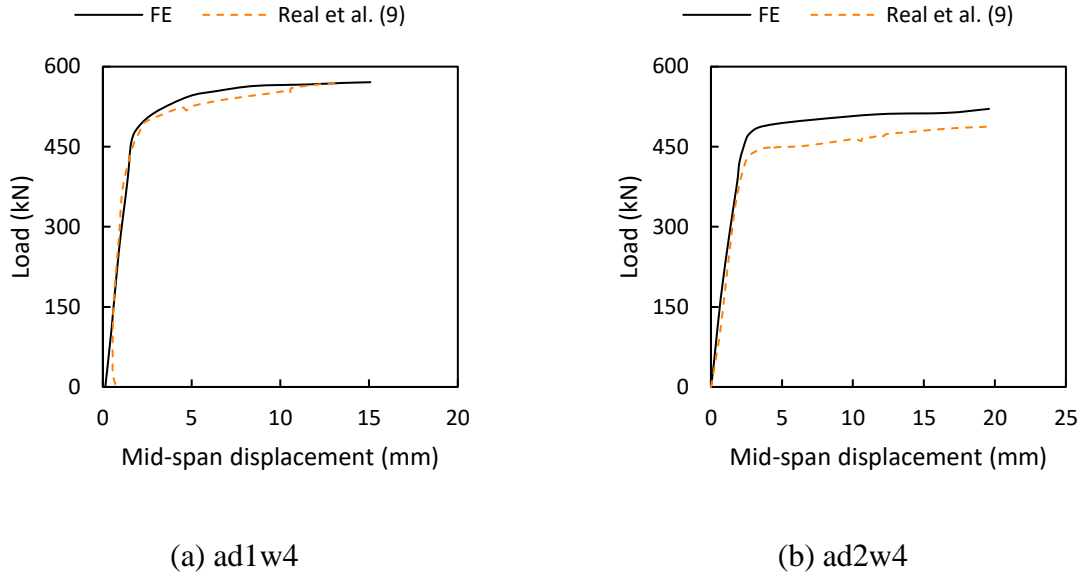 FE Real et al. (9)
600
450
300
150
0
Load (kN)
0 5 10 15 20
Mid-span displacement (mm)
(a) ad1w4
FE Real et al. (9)
600
450
300
150
0
Load (kN)
0 5 10 15 20 25
Mid-span displacement (mm)
(b) ad2w4